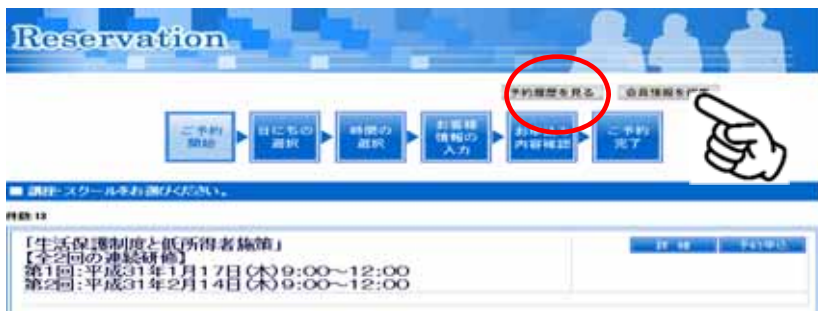 Reservation
予約履歴を見る
ご予約
開始
日にちの
選択
時間の
選択
お客様
情報の
入力
内容確認
ご予約
完了
■ 講座・スクールをお選びください。
件数:13
「生活保護制度と低所得者施策」
【全2回の連続研修】
第1回:平成31年1月17日(木)9:00～12:00
第2回:平成31年2月14日(木)9:00～12:00
詳細
予約申込